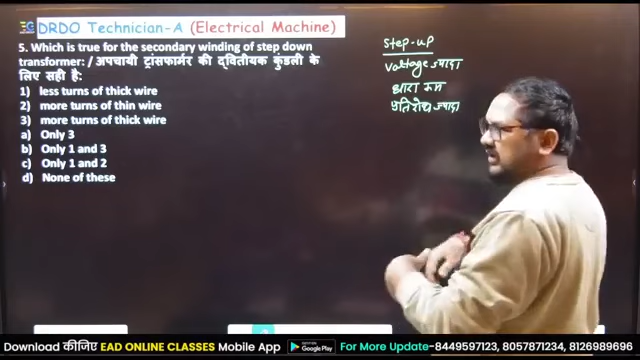 EG DRDO Technician-A (Electrical Machine)
5. Which is true for the secondary winding of step down
transformer: / अपचायी ट्रांसफार्मर की द्वितीयक कुंडली के
लिए सही है:
1) less turns of thick wire
2) more turns of thin wire
3) more turns of thick wire
a) Only 3
b) Only 1 and 3
c) Only 1 and 2
d) None of these
Step-up
Voltage ज्यादा
धारा कम
प्रतिरोध ज्यादा
Download कीजिए EAD ONLINE CLASSES Mobile App Google Play For More Update- 8449597123, 8057871234, 8126989696